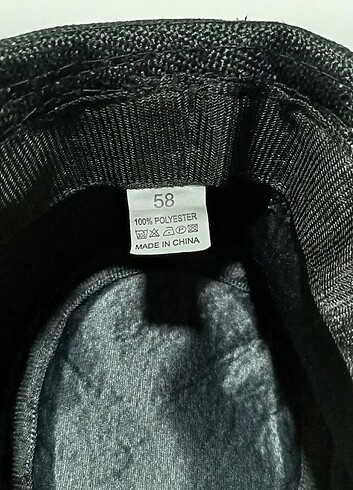 58
100% POLYESTER
MADE IN CHINA